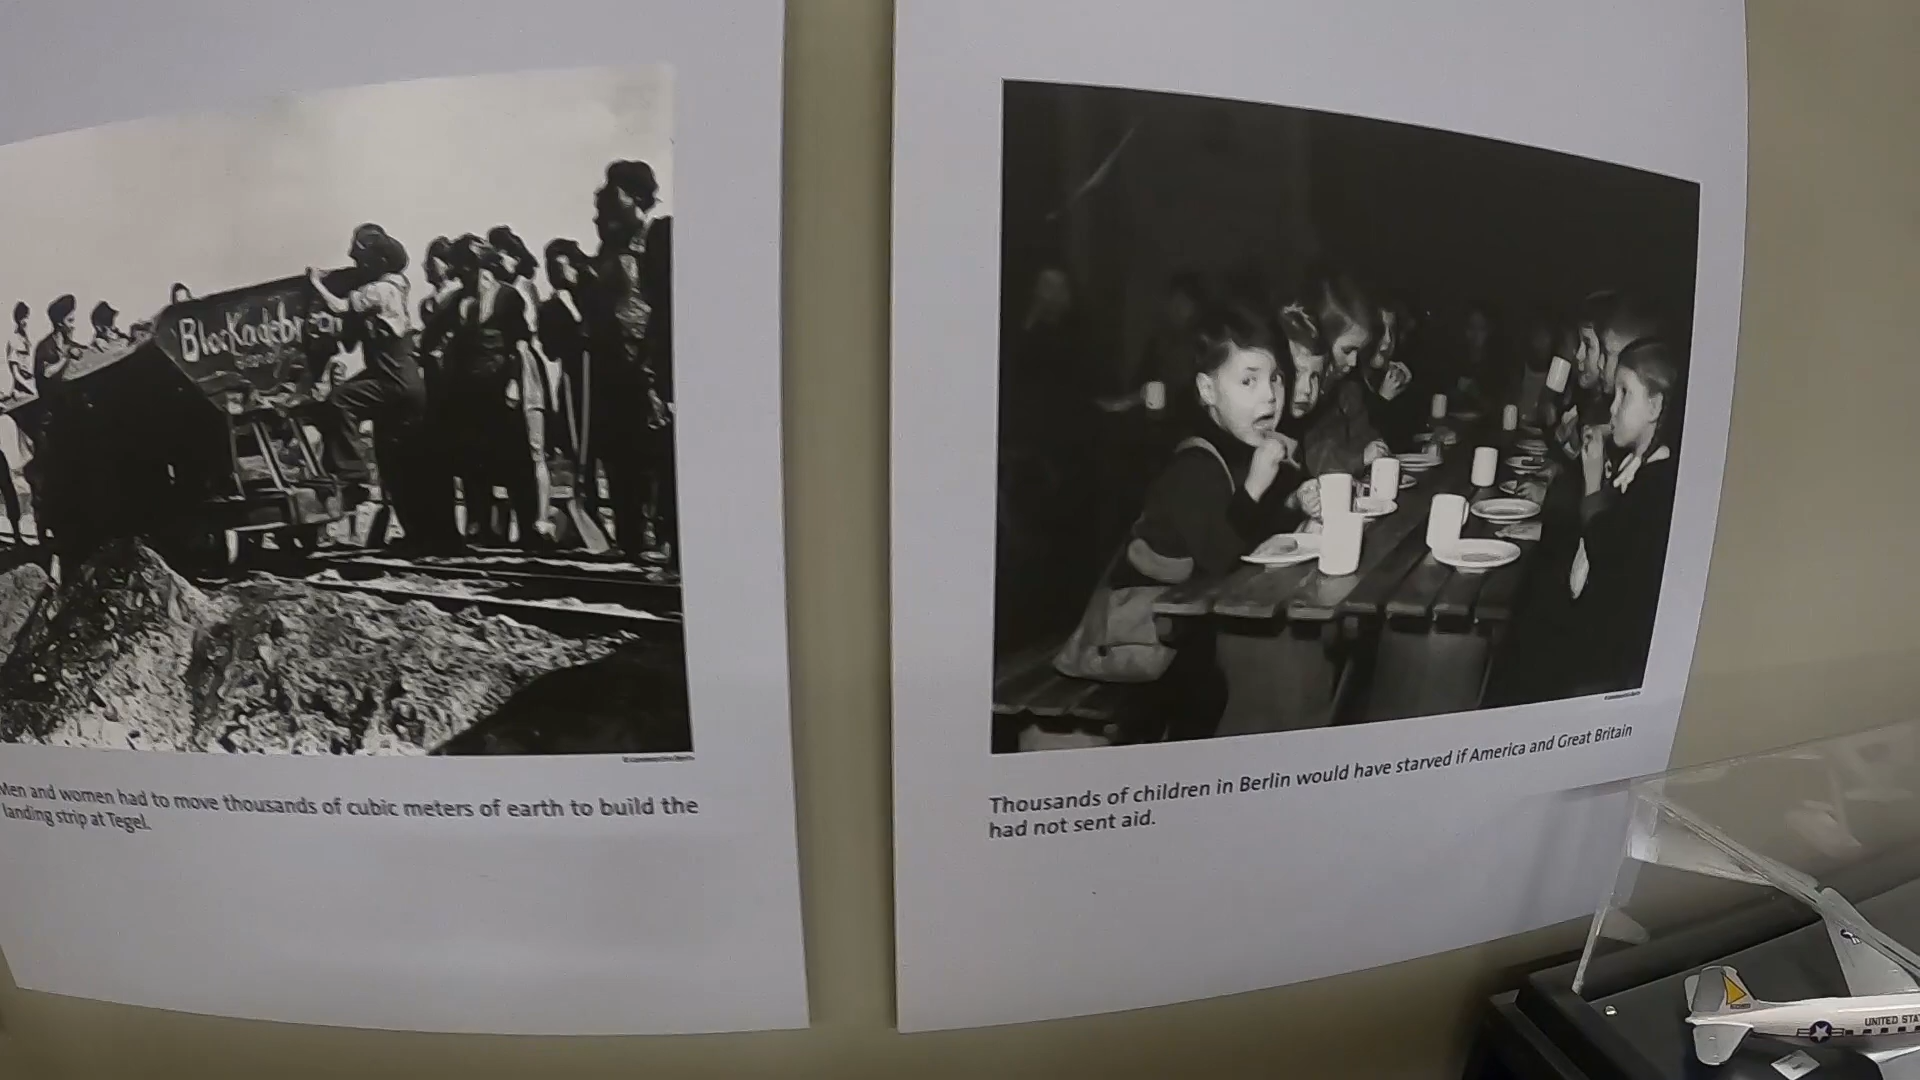 Blockadebr
Men and women had to move thousands of cubic meters of earth to build the
landing strip at Tegel.
Thousands of children in Berlin would have starved if America and Great Britain
had not sent aid.
UNITED STA